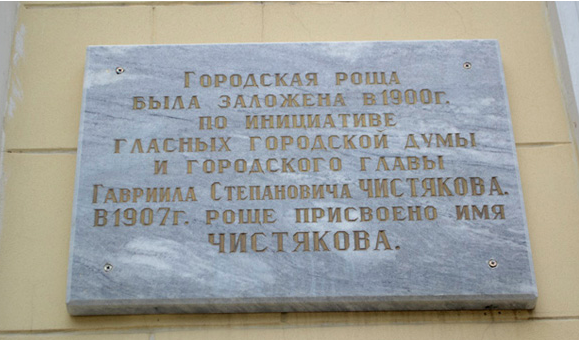 Городская роща
была заложена в 1900г.
по инициативе
гласных городской думы
и городского главы
Гавриила Степановича ЧИСТЯКОВА.
В 1907г. роще присвоено имя
ЧИСТЯКОВА.